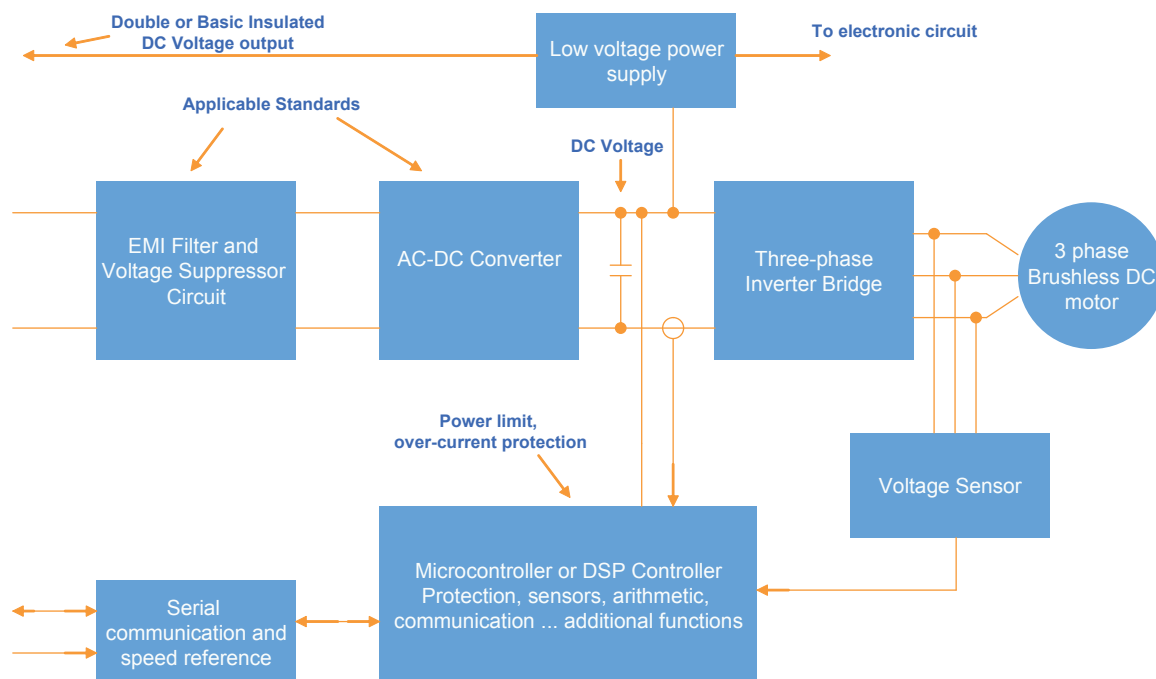 Double or Basic Insulated
DC Voltage output
Low voltage power
supply
To electronic circuit
Applicable Standards
DC Voltage
EMI Filter and
Voltage Suppressor
Circuit
AC-DC Converter
Three-phase
Inverter Bridge
3 phase
Brushless DC
motor
Power limit,
over-current protection
Voltage Sensor
Microcontroller or DSP Controller
Protection, sensors, arithmetic,
communication ... additional functions
Serial
communication and
speed reference